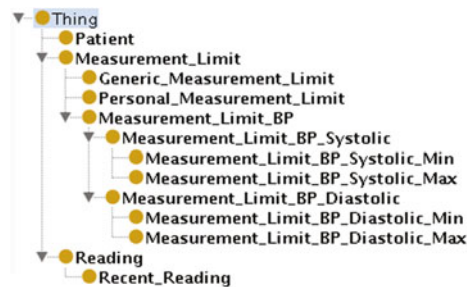 Thing
Patient
Measurement_Limit
Generic_Measurement_Limit
Personal_Measurement_Limit
Measurement_Limit_BP
Measurement_Limit_BP_Systolic
Measurement_Limit_BP_Systolic_Min
Measurement_Limit_BP_Systolic_Max
Measurement_Limit_BP_Diastolic
Measurement_Limit_BP_Diastolic_Min
Measurement_Limit_BP_Diastolic_Max
Reading
Recent_Reading